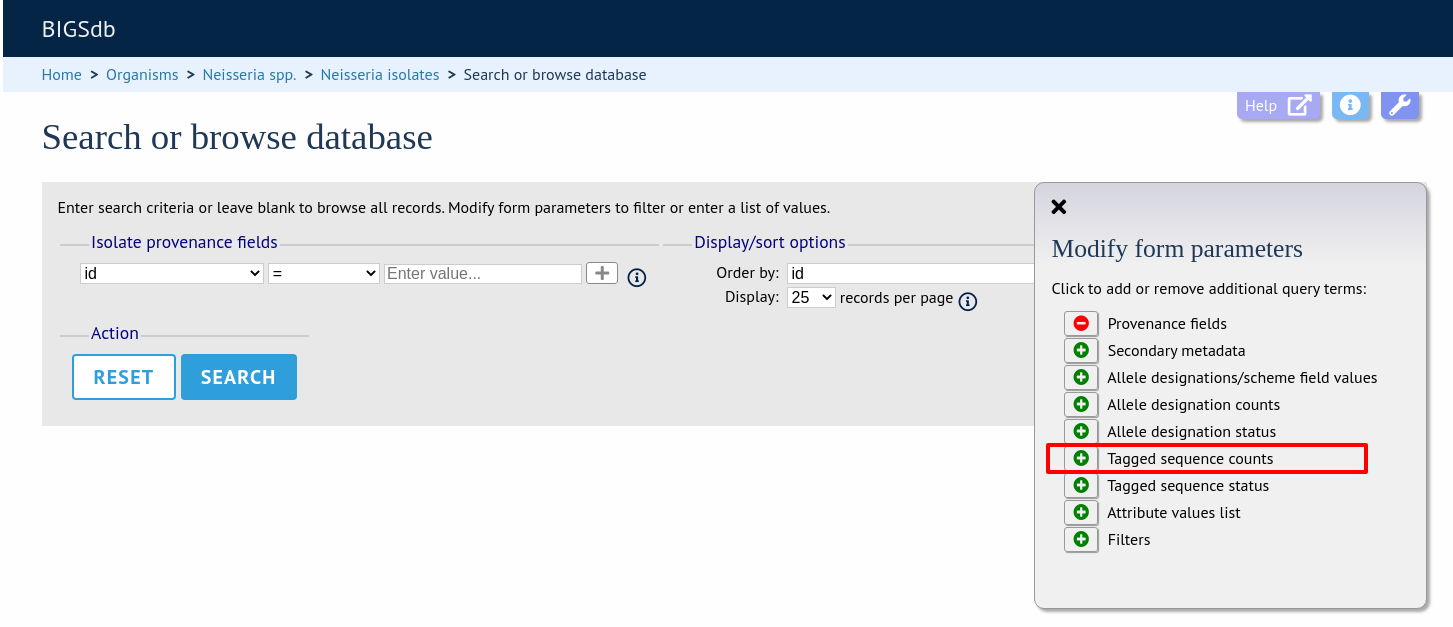 BIGSdb
Home > Organisms > Neisseria spp. > Neisseria isolates > Search or browse database
Help
Search or browse database
Enter search criteria or leave blank to browse all records. Modify form parameters to filter or enter a list of values.
Isolate provenance fields
id = Enter value... +
Display/sort options
Order by: id
Display: 25 records per page
Action
RESET SEARCH
Modify form parameters
Click to add or remove additional query terms:
Provenance fields
Secondary metadata
Allele designations/scheme field values
Allele designation counts
Allele designation status
Tagged sequence counts
Tagged sequence status
Attribute values list
Filters